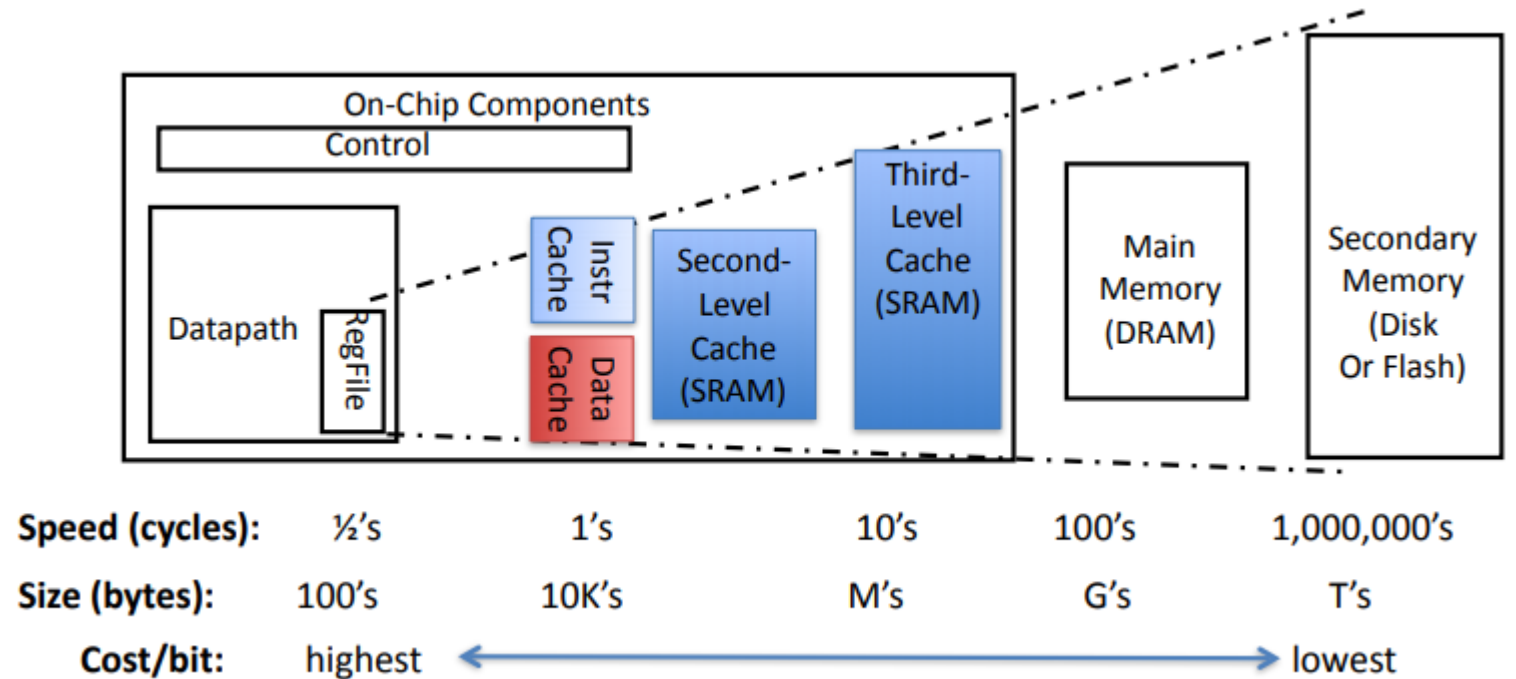 On-Chip Components
Control
Datapath
RegFile
Instr
Cache
Data
Cache
Second-
Level
Cache
(SRAM)
Third-
Level
Cache
(SRAM)
Main
Memory
(DRAM)
Secondary
Memory
(Disk
Or Flash)
Speed (cycles): ½'s 1's 10's 100's 1,000,000's
Size (bytes): 100's 10K's M's G's T's
Cost/bit: highest lowest